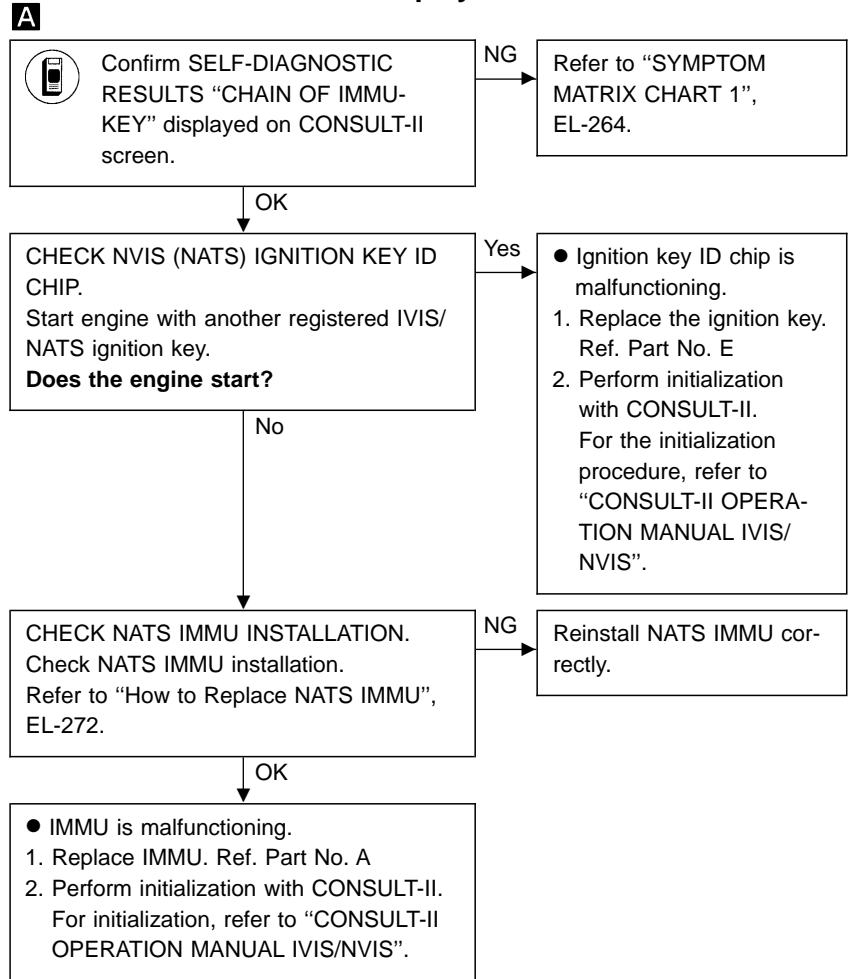 A
Confirm SELF-DIAGNOSTIC
RESULTS “CHAIN OF IMMU-
KEY” displayed on CONSULT-II
screen.
NG
Refer to “SYMPTOM
MATRIX CHART 1”,
EL-264.
OK
CHECK NVIS (NATS) IGNITION KEY ID
CHIP.
Start engine with another registered IVIS/
NATS ignition key.
Does the engine start?
Yes
● Ignition key ID chip is
malfunctioning.
1. Replace the ignition key.
Ref. Part No. E
2. Perform initialization
with CONSULT-II.
For the initialization
procedure, refer to
“CONSULT-II OPERA-
TION MANUAL IVIS/
NVIS”.
No
CHECK NATS IMMU INSTALLATION.
Check NATS IMMU installation.
Refer to “How to Replace NATS IMMU”,
EL-272.
NG
Reinstall NATS IMMU cor-
rectly.
OK
● IMMU is malfunctioning.
1. Replace IMMU. Ref. Part No. A
2. Perform initialization with CONSULT-II.
For initialization, refer to “CONSULT-II
OPERATION MANUAL IVIS/NVIS”.